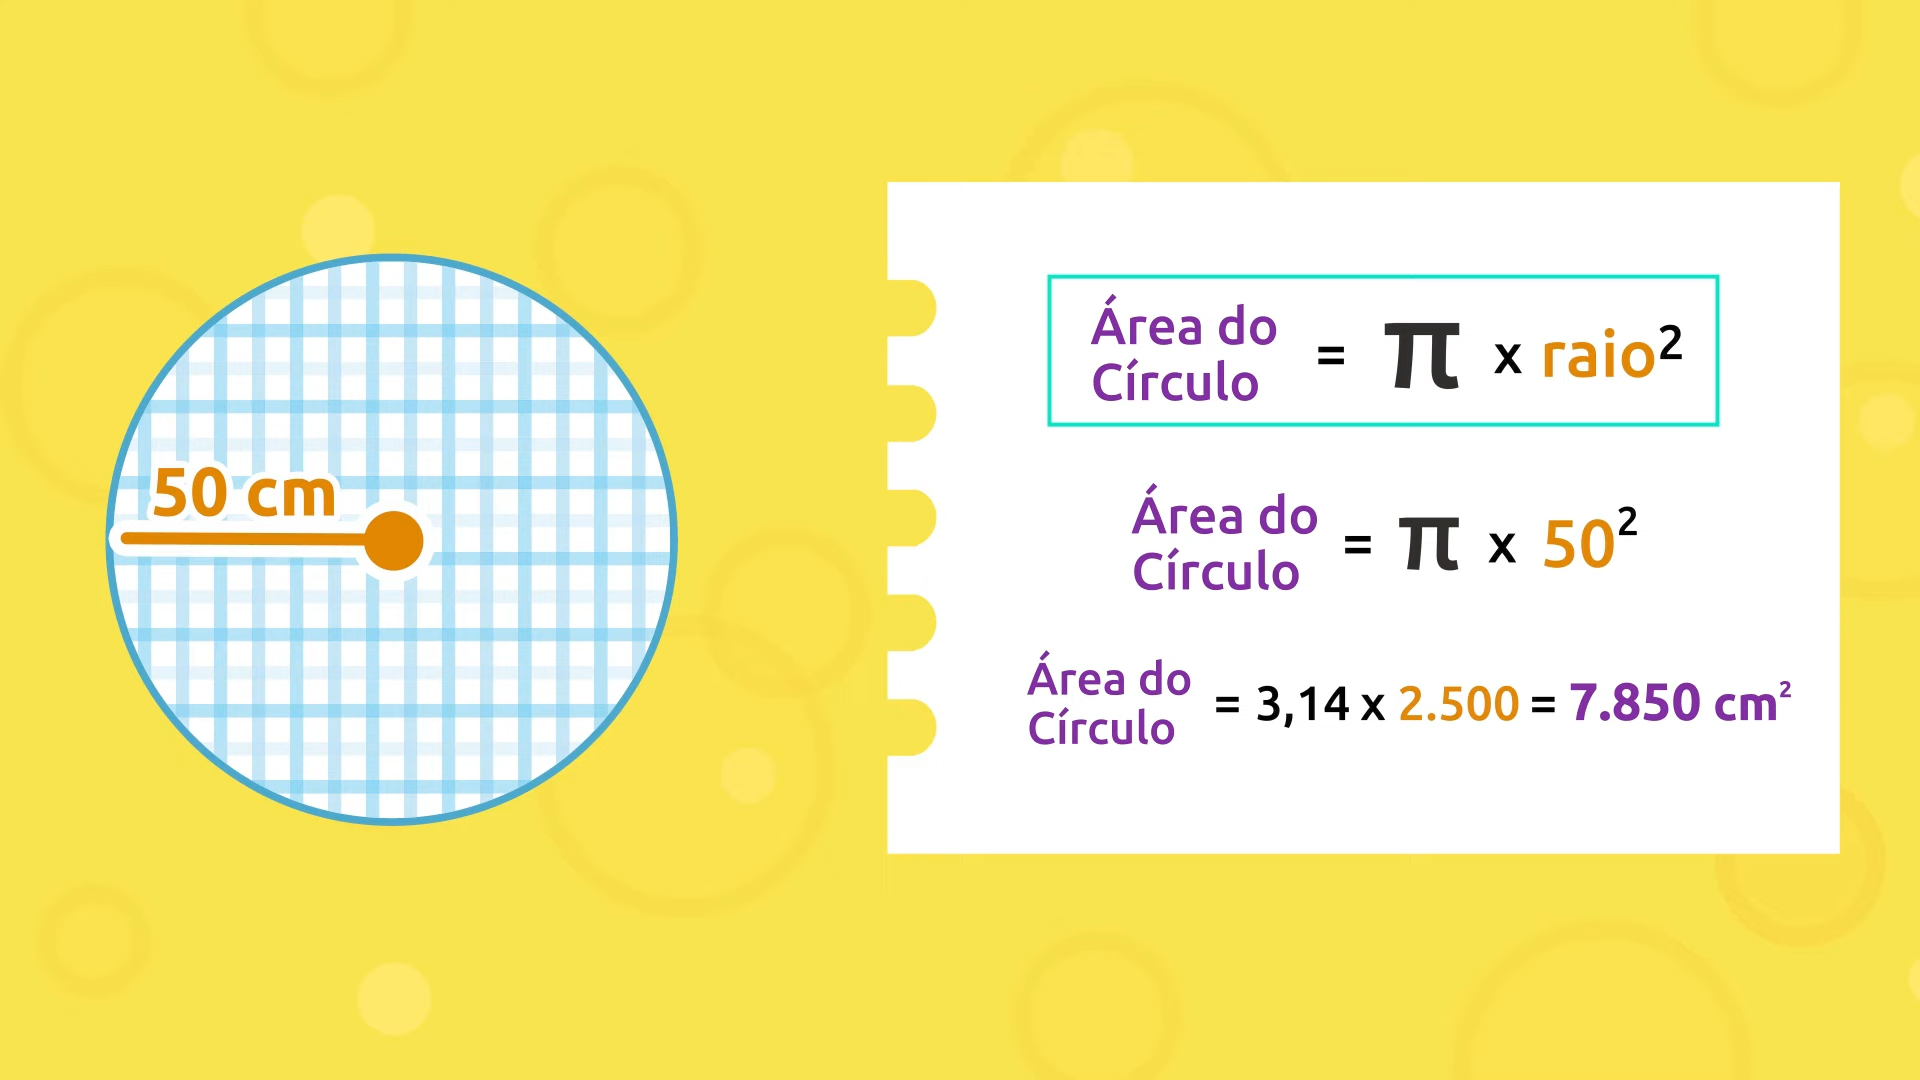 50 cm
Área do
Círculo = π x raio²
Área do
Círculo = π x 50²
Área do
Círculo = 3,14 x 2.500 = 7.850 cm²